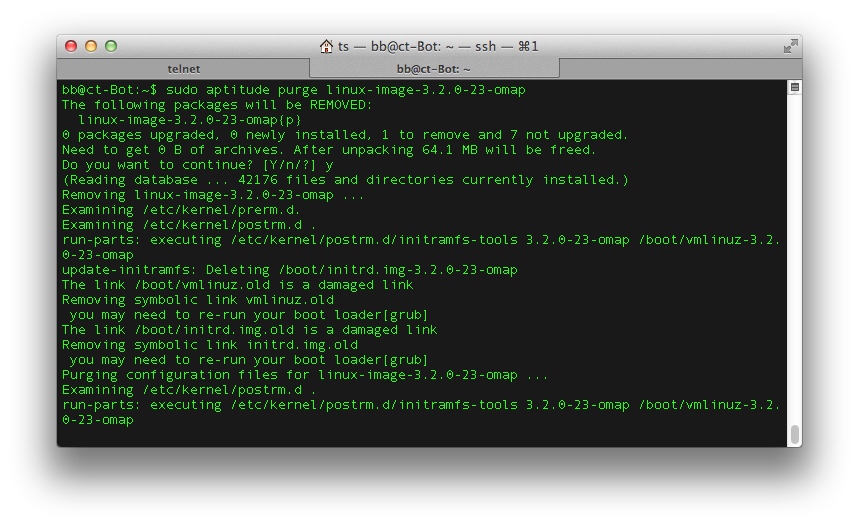 ts — bb@ct-Bot: ~ — ssh — ⌘1
telnet
bb@ct-Bot: ~
bb@ct-Bot:~$ sudo aptitude purge linux-image-3.2.0-23-omap
The following packages will be REMOVED:
  linux-image-3.2.0-23-omap{p}
0 packages upgraded, 0 newly installed, 1 to remove and 7 not upgraded.
Need to get 0 B of archives. After unpacking 64.1 MB will be freed.
Do you want to continue? [Y/n/?] y
(Reading database ... 42176 files and directories currently installed.)
Removing linux-image-3.2.0-23-omap ...
Examining /etc/kernel/prerm.d.
Examining /etc/kernel/postrm.d .
run-parts: executing /etc/kernel/postrm.d/initramfs-tools 3.2.0-23-omap /boot/vmlinuz-3.2.
0-23-omap
update-initramfs: Deleting /boot/initrd.img-3.2.0-23-omap
The link /boot/vmlinuz.old is a damaged link
Removing symbolic link vmlinuz.old
 you may need to re-run your boot loader[grub]
The link /boot/initrd.img.old is a damaged link
Removing symbolic link initrd.img.old
 you may need to re-run your boot loader[grub]
Purging configuration files for linux-image-3.2.0-23-omap ...
Examining /etc/kernel/postrm.d .
run-parts: executing /etc/kernel/postrm.d/initramfs-tools 3.2.0-23-omap /boot/vmlinuz-3.2.
0-23-omap